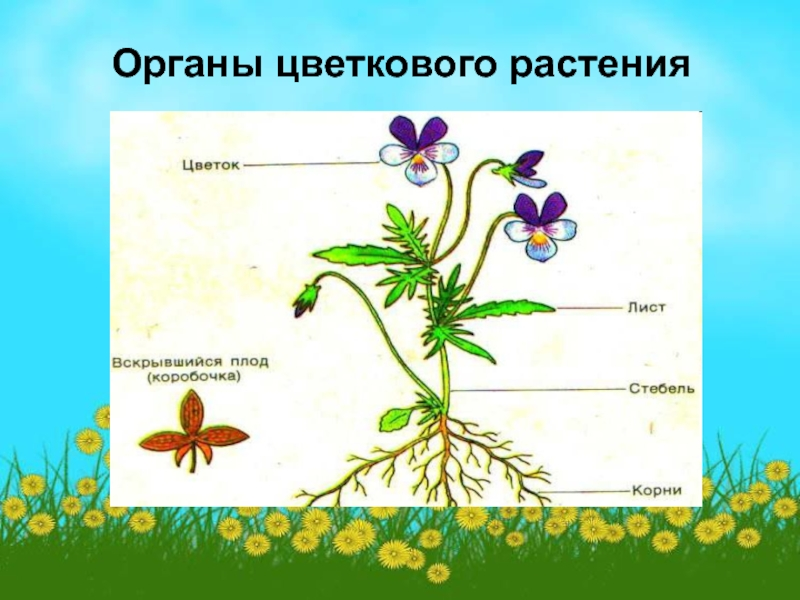 Органы цветкового растения
Цветок
Лист
Вскрывшийся плод
(коробочка)
Стебель
Корни